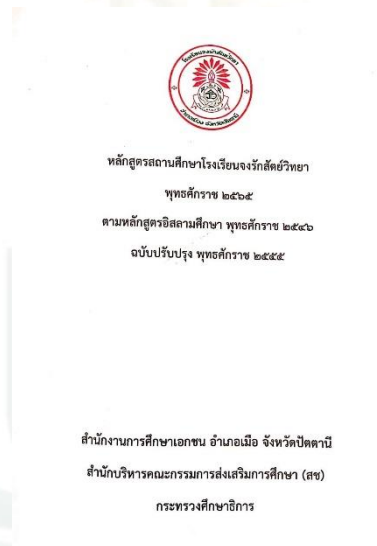 หลักสูตรสถานศึกษาโรงเรียนจงรักสัตย์วิทยา
พุทธศักราช ๒๕๖๕
ตามหลักสูตรอิสลามศึกษา พุทธศักราช ๒๕๔๖
ฉบับปรับปรุง พุทธศักราช ๒๕๕๕
สำนักงานการศึกษาเอกชน อำเภอเมือ จังหวัดปัตตานี
สำนักบริหารคณะกรรมการส่งเสริมการศึกษา (สช)
กระทรวงศึกษาธิการ